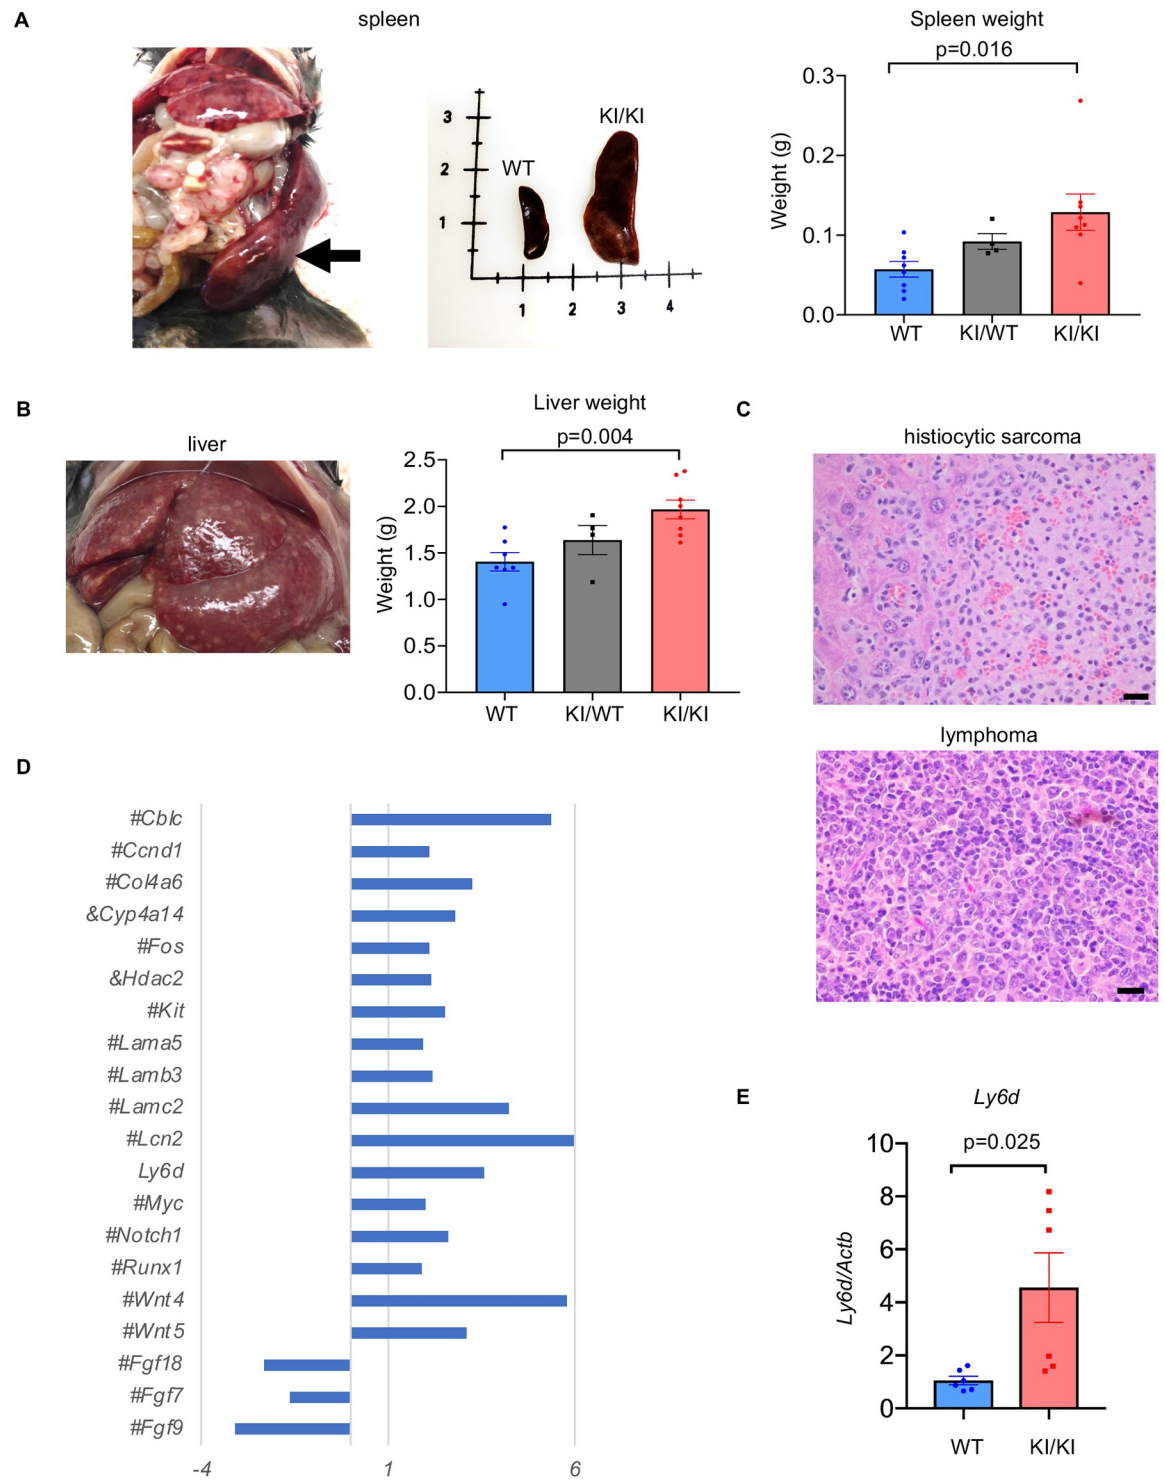 A
spleen
Spleen weight
p=0.016
KI/KI
WT
3
2
1
1
2
3
4
Weight (g)
0.3
0.2
0.1
0.0
WT
KI/WT
KI/KI
B
liver
Liver weight
p=0.004
Weight (g)
2.5
2.0
1.5
1.0
0.5
0.0
WT
KI/WT
KI/KI
C
histiocytic sarcoma
lymphoma
D
#Cblc
#Ccnd1
#Col4a6
&Cyp4a14
#Fos
&Hdac2
#Kit
#Lama5
#Lamb3
#Lamc2
#Lcn2
Ly6d
#Myc
#Notch1
#Runx1
#Wnt4
#Wnt5
#Fgf18
#Fgf7
#Fgf9
-4
1
6
E
Ly6d
p=0.025
Ly6d/Actb
10
8
6
4
2
0
WT
KI/KI